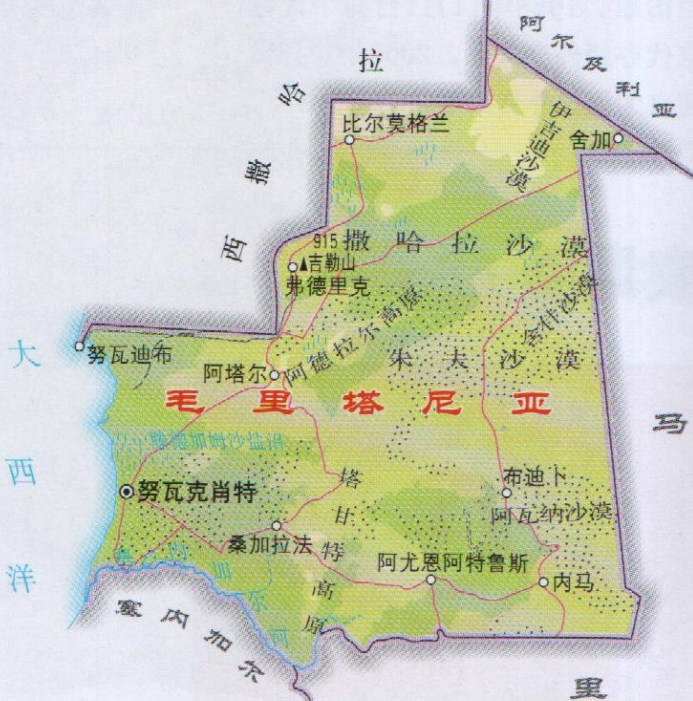 阿尔及利亚
西撒哈拉
比尔莫格兰
伊吉迪沙漠
舍加
915
撒哈拉沙漠
▲吉勒山
弗德里克
舍什沙漠
阿德拉尔高原
朱夫沙漠
大西洋
努瓦迪布
阿塔尔
毛里塔尼亚
马里
努瓦克肖特
布迪卜
阿瓦纳沙漠
塔甘特高原
桑加拉法
阿尤恩阿特鲁斯
内马
塞内加尔